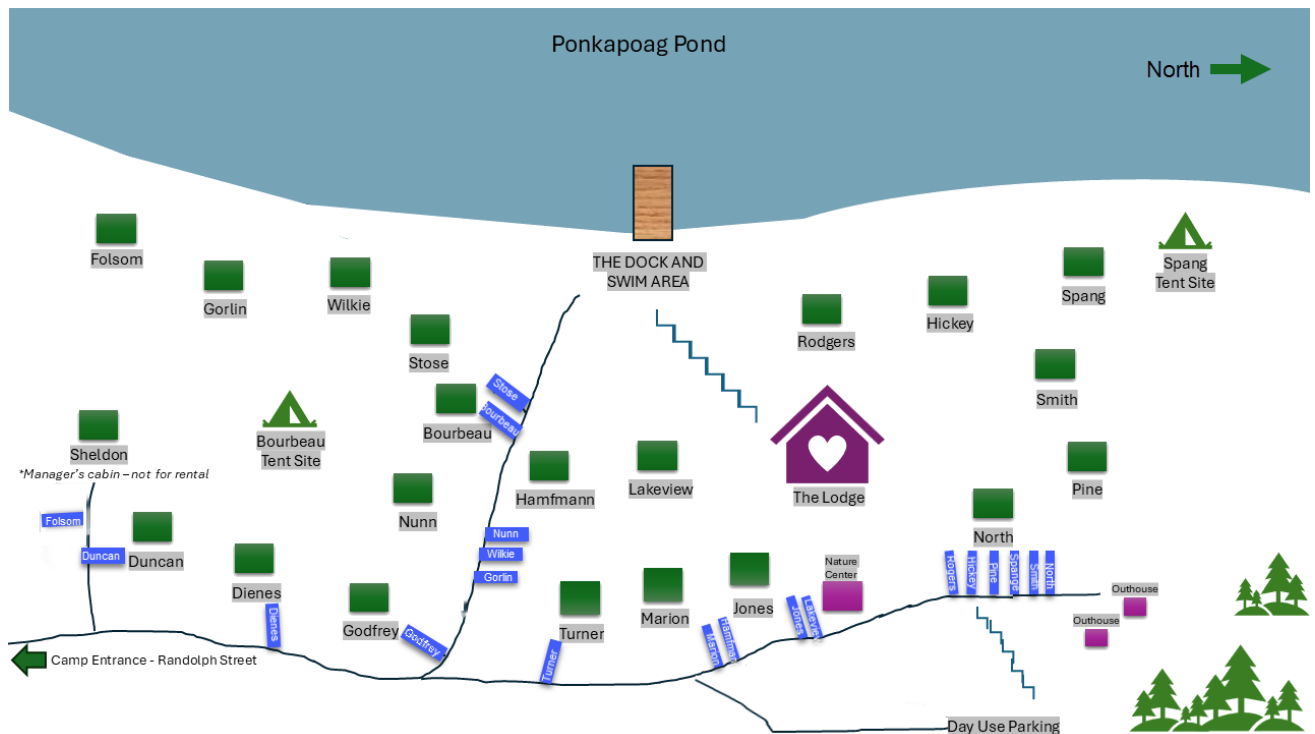 Ponkapoag Pond
North
THE DOCK AND
SWIM AREA
Folsom
Gorlin
Wilkie
Stose
Rodgers
Hickey
Spang
Spang
Tent Site
Smith
Stose
Bourbeau
Bourbeau
Bourbeau
Tent Site
Sheldon
*Manager's cabin – not for rental
Hamfmann
Lakeview
The Lodge
Pine
Nunn
North
Folsom
Duncan
Duncan
Nunn
Wilkie
Gorlin
Dienes
Dienes
Godfrey
Godfrey
Turner
Turner
Marion
Jones
Nature
Center
Marion
Hamfmar
Jones
Lakeview
Rogers
Hickey
Pine
Spange
Smith
North
Outhouse
Outhouse
Camp Entrance - Randolph Street
Day Use Parking